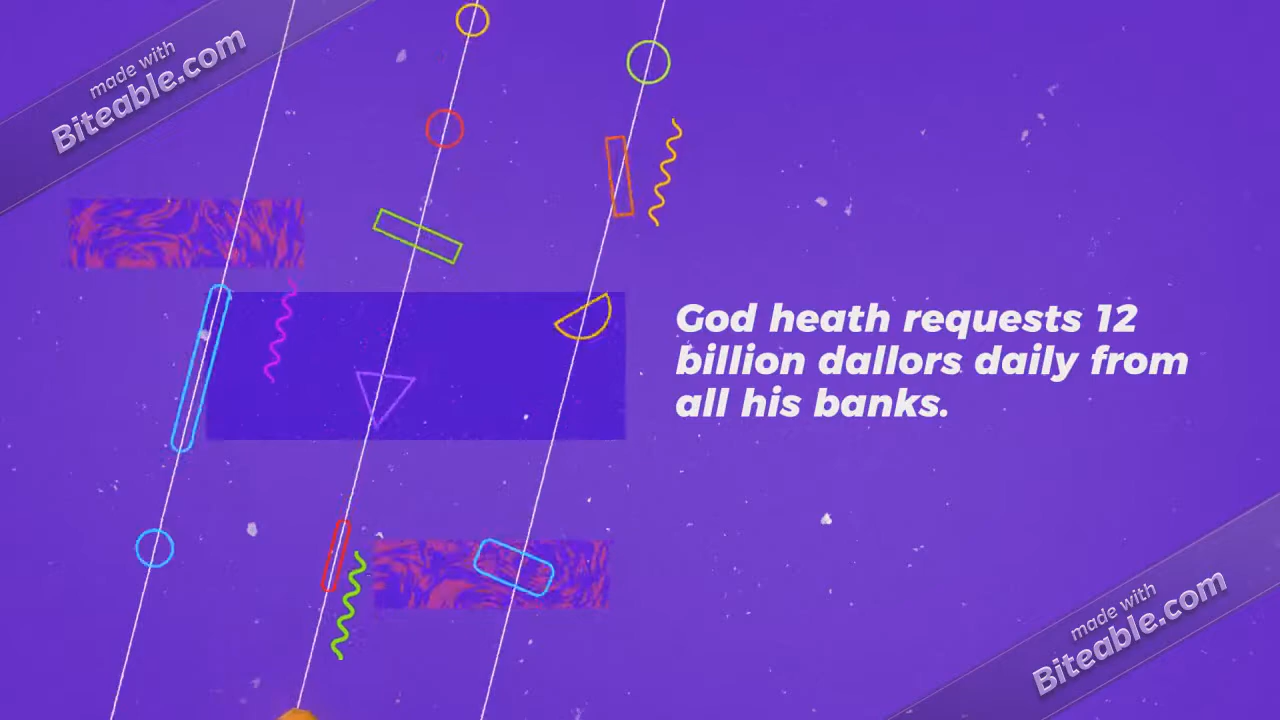 made with
Biteable.com
God heath requests 12
billion dallors daily from
all his banks.
made with
Biteable.com